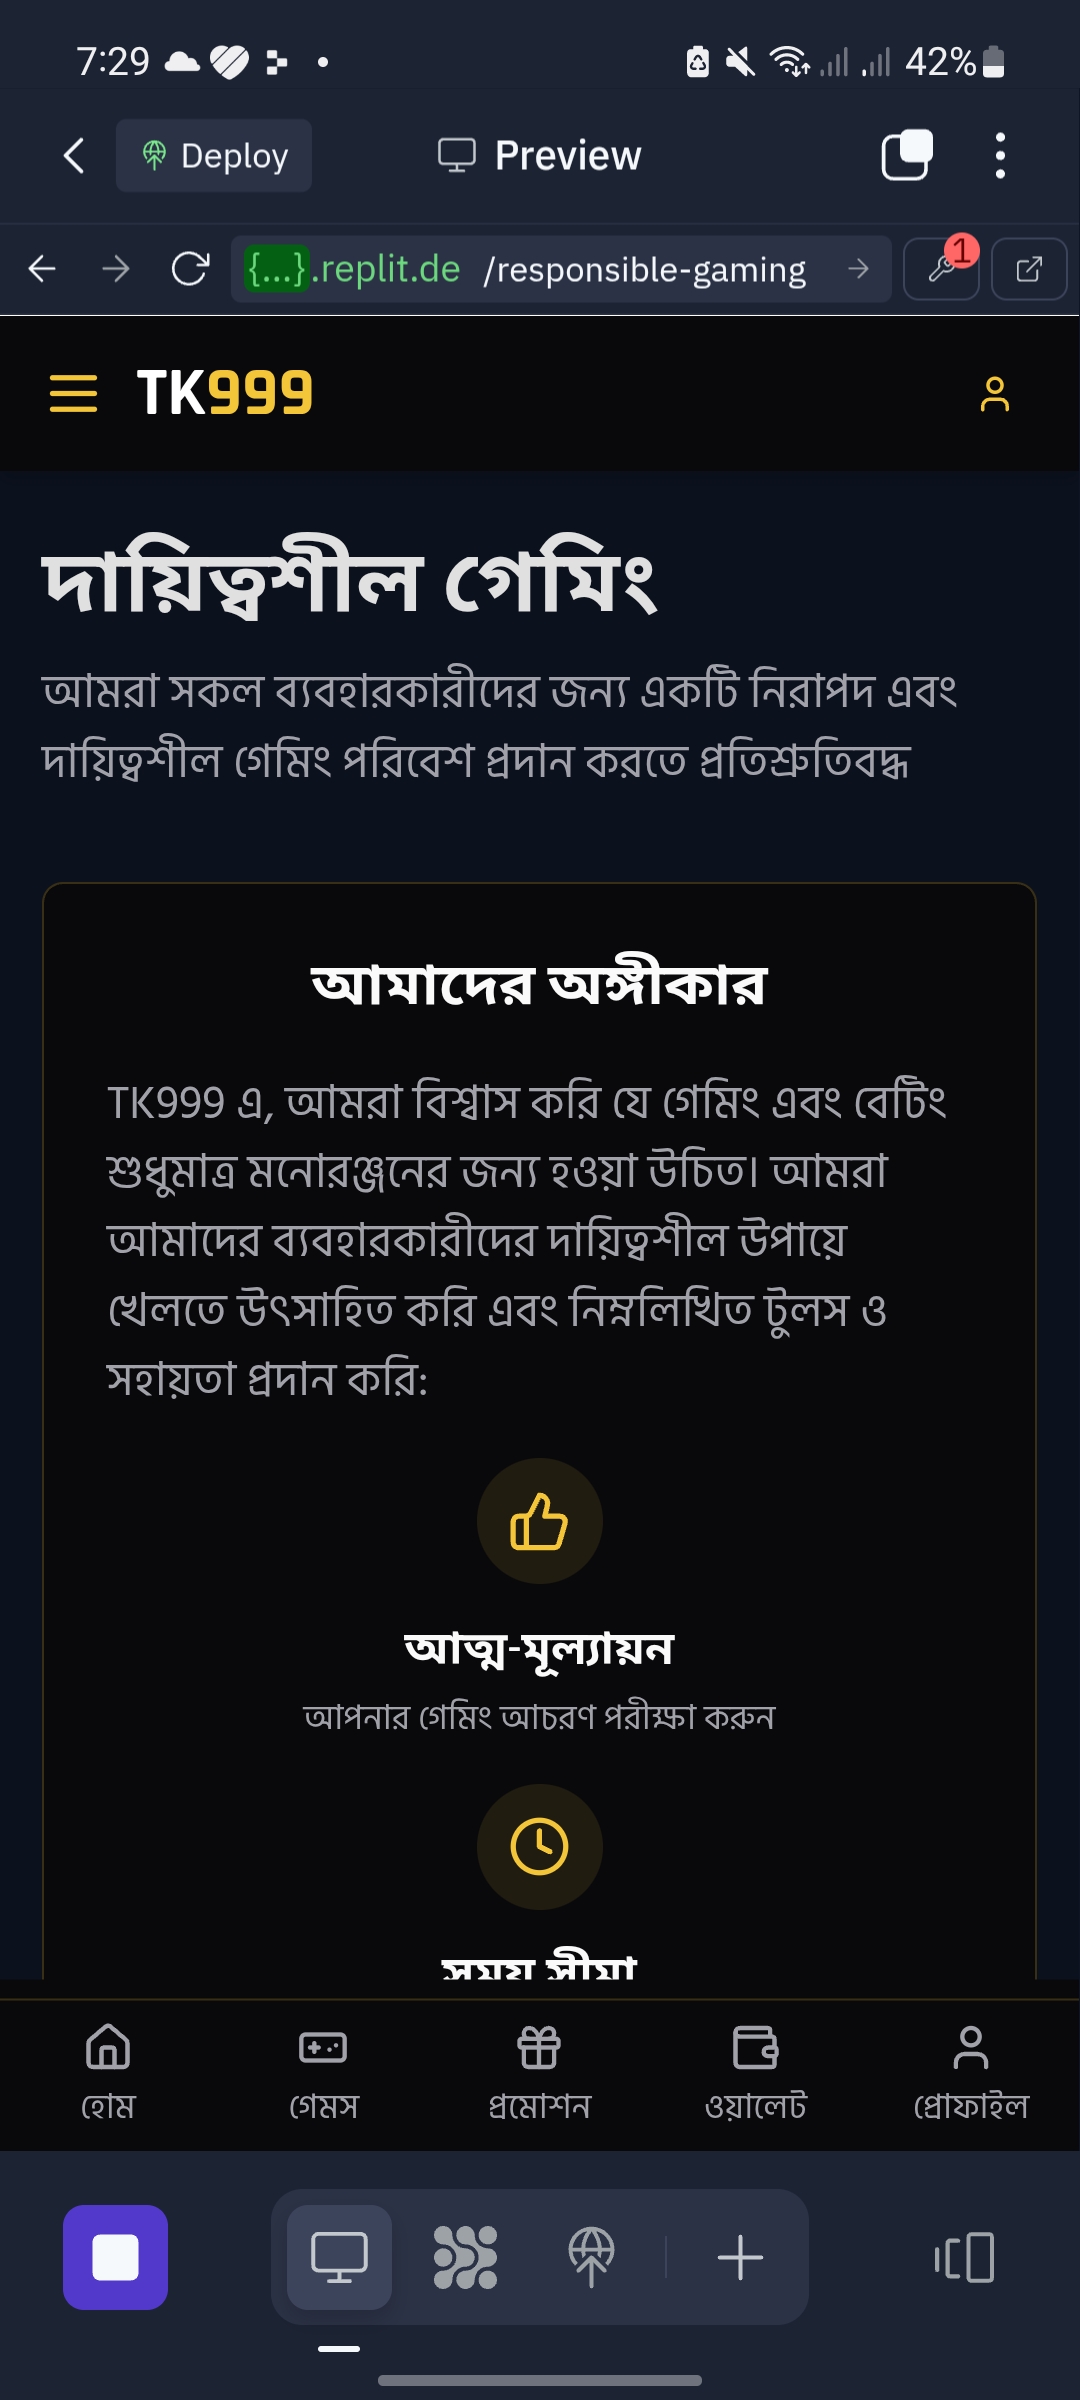 7:29
42%
Deploy
Preview
{...}.replit.de /responsible-gaming
1
TK999
দায়িত্বশীল গেমিং
আমরা সকল ব্যবহারকারীদের জন্য একটি নিরাপদ এবং
দায়িত্বশীল গেমিং পরিবেশ প্রদান করতে প্রতিশ্রুতিবদ্ধ
আমাদের অঙ্গীকার
TK999 এ, আমরা বিশ্বাস করি যে গেমিং এবং বেটিং
শুধুমাত্র মনোরঞ্জনের জন্য হওয়া উচিত। আমরা
আমাদের ব্যবহারকারীদের দায়িত্বশীল উপায়ে
খেলতে উৎসাহিত করি এবং নিম্নলিখিত টুলস ও
সহায়তা প্রদান করি:
আত্ম-মূল্যায়ন
আপনার গেমিং আচরণ পরীক্ষা করুন
সময় সীমা
হোম
গেমস
প্রমোশন
ওয়ালেট
প্রোফাইল